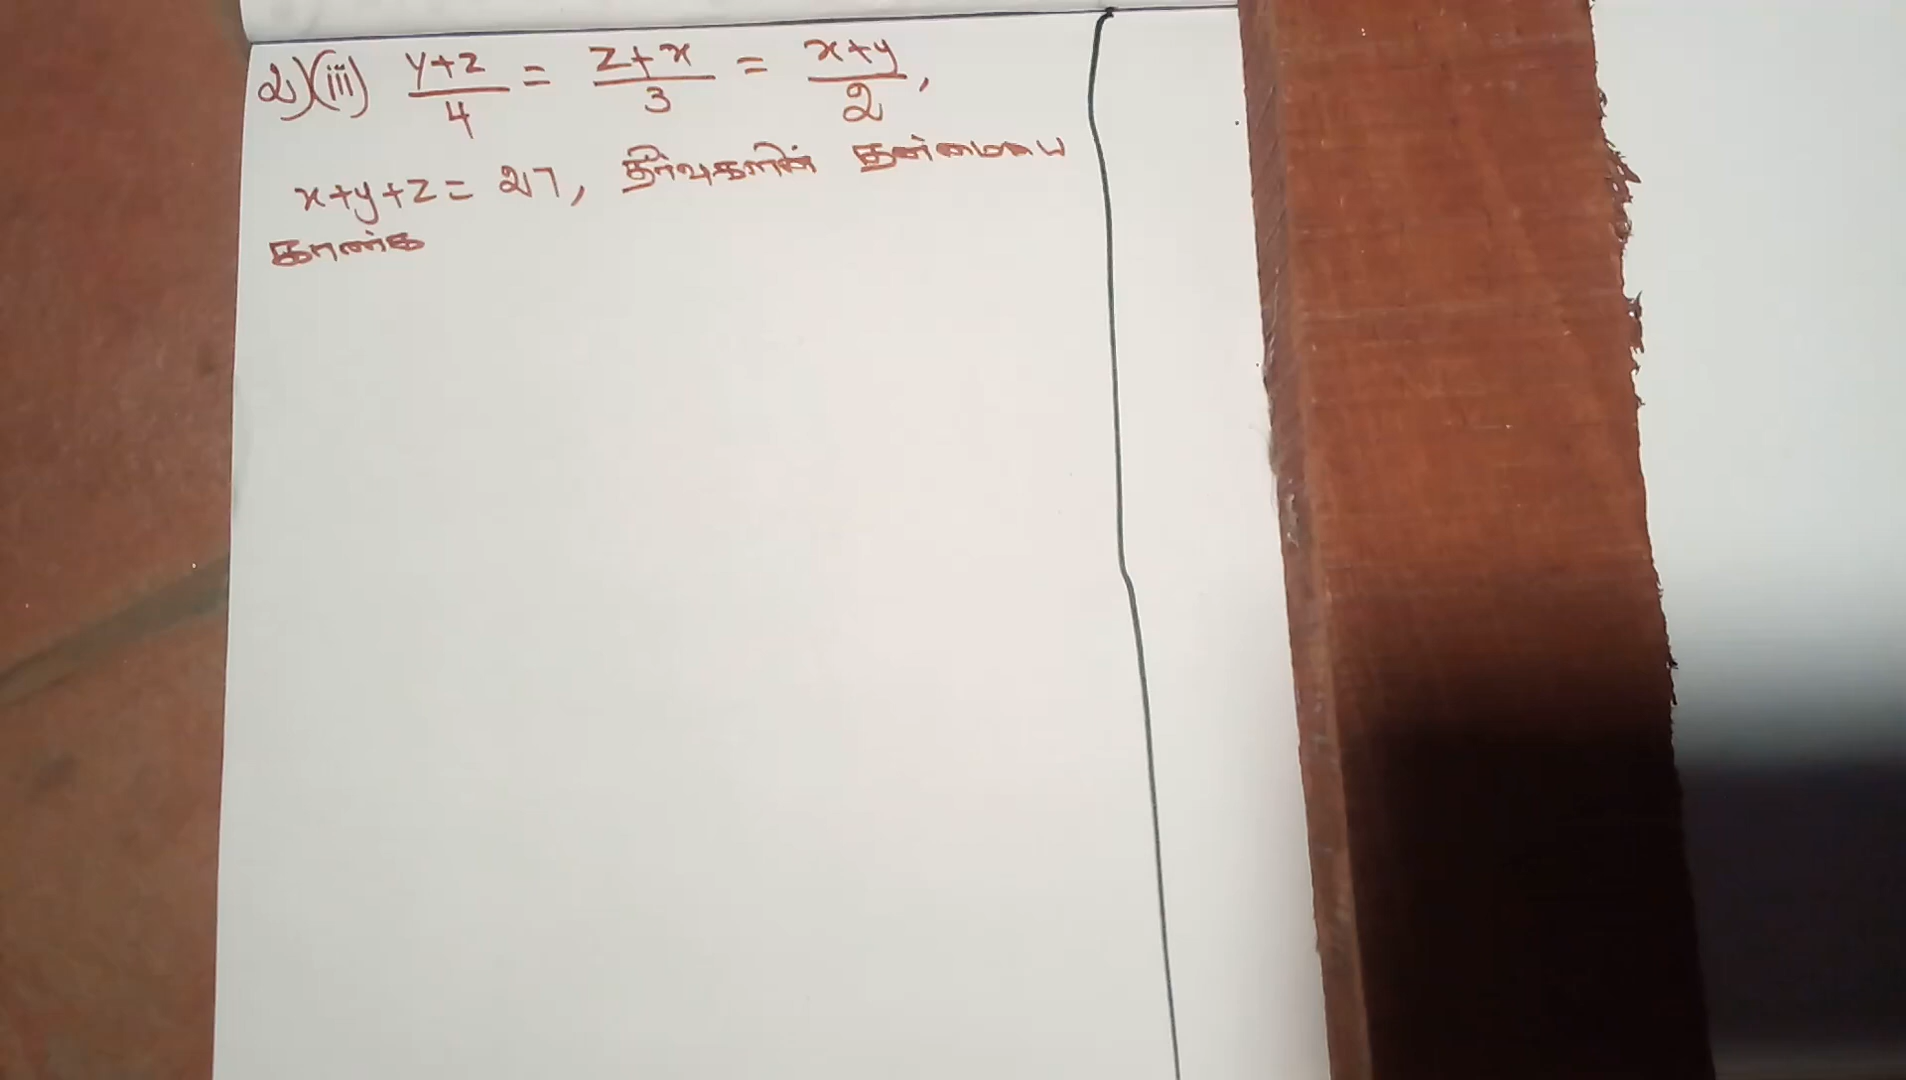 2)(iii) y+z/4 = z+x/3 = x+y/2,
x+y+z = 27, தீர்வுகளின் தன்மையை
காண்க